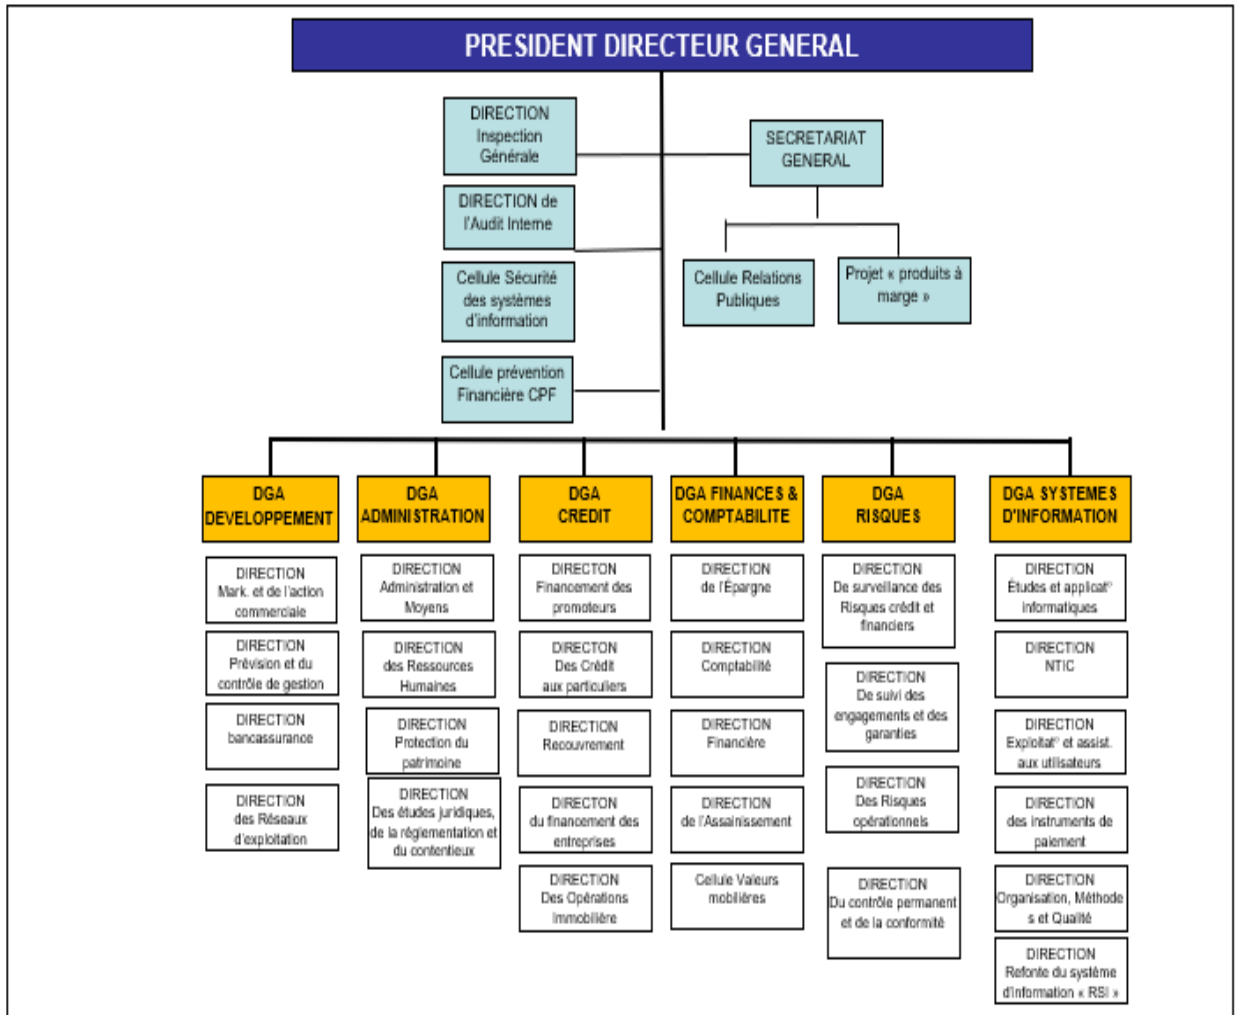 PRESIDENT DIRECTEUR GENERAL
DIRECTION
Inspection
Générale
SECRETARIAT
GENERAL
DIRECTION de
l'Audit Interne
Cellule Sécurité
des systèmes
d'information
Cellule Relations
Publiques
Projet « produits à
marge »
Cellule prévention
Financière CPF
DGA
DEVELOPPEMENT
DIRECTION
Mark. et de l'action
commerciale
DIRECTION
Prévision et du
contrôle de gestion
DIRECTION
bancassurance
DIRECTION
des Réseaux
d'exploitation
DGA
ADMINISTRATION
DIRECTION
Administration et
Moyens
DIRECTION
des Ressources
Humaines
DIRECTION
Protection du
patrimoine
DIRECTION
Des études juridiques,
de la réglementation et
du contentieux
DGA
CREDIT
DIRECTION
Financement des
promoteurs
DIRECTON
Des Crédit
aux particuliers
DIRECTION
Recouvrement
DIRECTON
du financement des
entreprises
DIRECTION
Des Opérations
Immobilière
DGA FINANCES &
COMPTABILITE
DIRECTION
de l'Épargne
DIRECTION
Comptabilité
DIRECTION
Financière
DIRECTION
de l'Assainissement
Cellule Valeurs
mobilières
DGA
RISQUES
DIRECTION
De surveillance des
Risques crédit et
financiers
DIRECTION
De suivi des
engagements et des
garanties
DIRECTION
Des Risques
opérationnels
DIRECTION
Du contrôle permanent
et de la conformité
DGA SYSTEMES
D'INFORMATION
DIRECTION
Études et applicat°
informatiques
DIRECTION
NTIC
DIRECTION
Exploitat° et assist.
aux utilisateurs
DIRECTION
des instruments de
paiement
DIRECTION
Organisation, Méthode
s et Qualité
DIRECTION
Refonte du système
d'information « RSI »